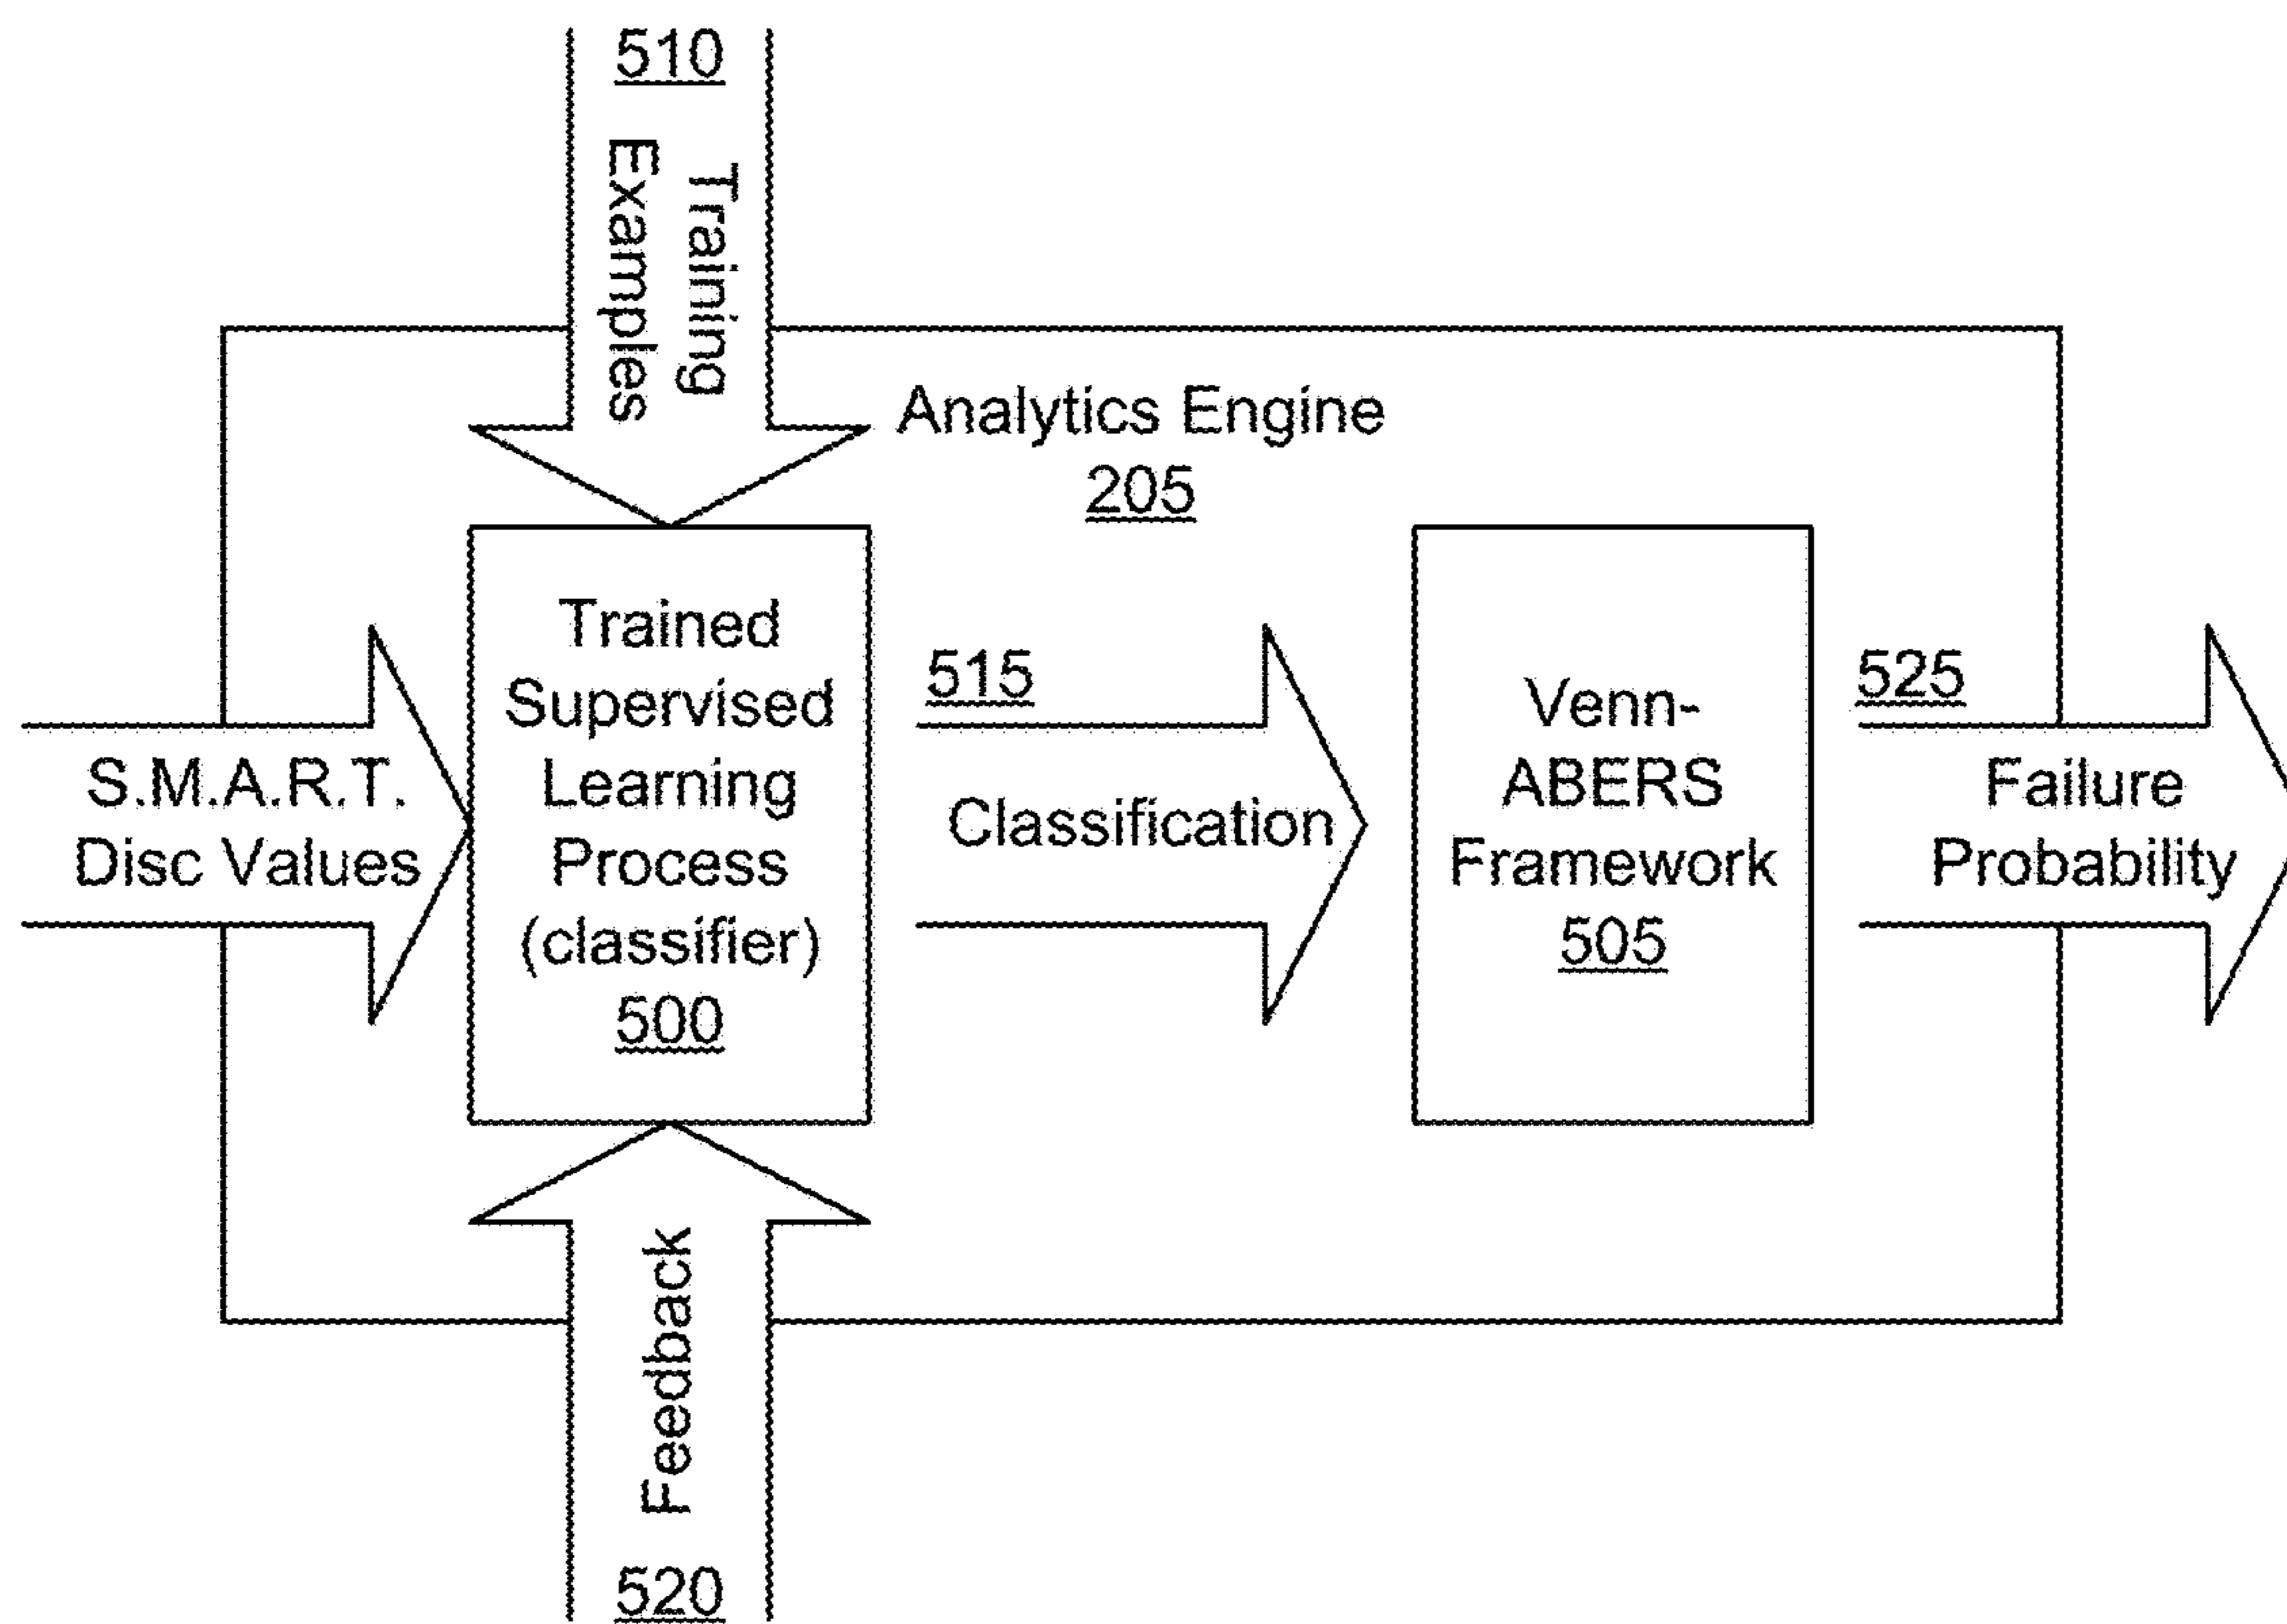 510
Training
Examples
Analytics Engine
205
S.M.A.R.T.
Disc Values
Trained
Supervised
Learning
Process
(classifier)
500
515
Classification
Venn-
ABERS
Framework
505
525
Failure
Probability
Feedback
520